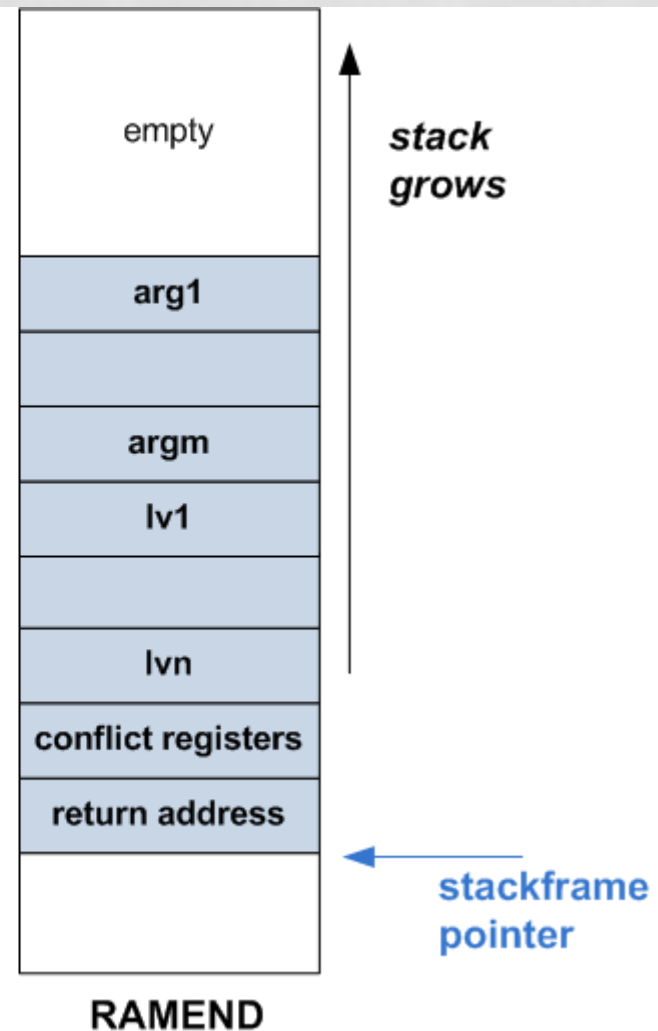 empty
stack
grows
arg1
argm
lv1
lvn
conflict registers
return address
stackframe
pointer
RAMEND